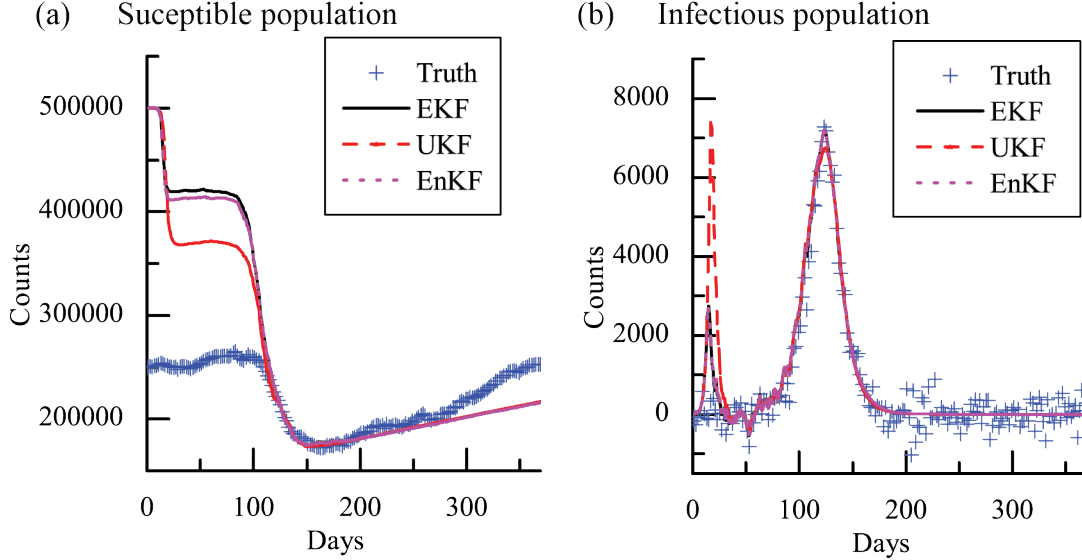 (a) Suceptible population
Truth
EKF
UKF
EnKF
500000
400000
300000
200000
Counts
0 100 200 300
Days
(b) Infectious population
Truth
EKF
UKF
EnKF
8000
6000
4000
2000
0
Counts
0 100 200 300
Days